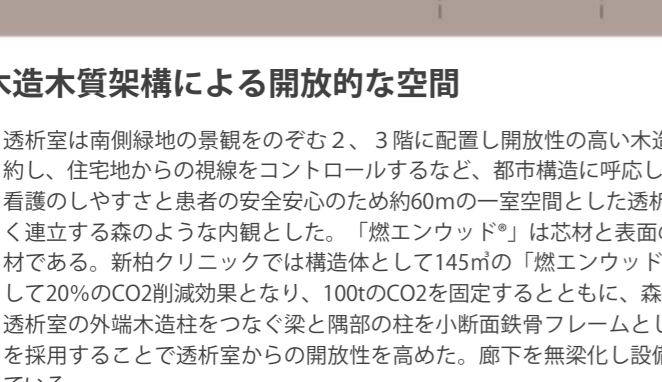 木造木質架構による開放的な空間
透析室は南側緑地の景観をのぞむ２、３階に配置し開放性の高い木造
約し、住宅地からの視線をコントロールするなど、都市構造に呼応し
看護のしやすさと患者の安全安心のため約60mの一室空間とした透析
く連立する森のような内観とした。「燃エンウッド®」は芯材と表面の
材である。新柏クリニックでは構造体として145㎥の「燃エンウッド
して20%のCO2削減効果となり、100tのCO2を固定するとともに、森
透析室の外端木造柱をつなぐ梁と隅部の柱を小断面鉄骨フレームとし
を採用することで透析室からの開放性を高めた。廊下を無梁化し設備
ている。